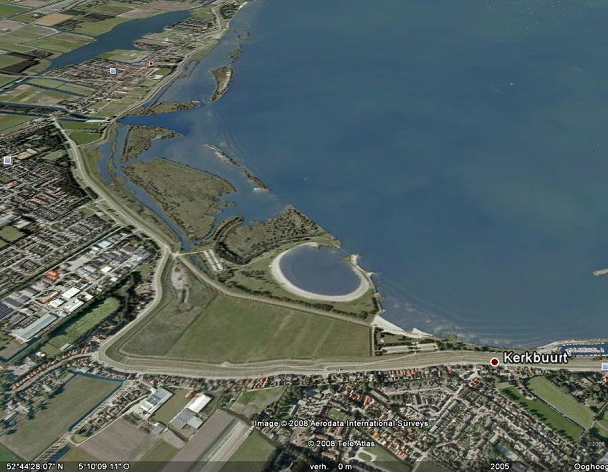 Kerkbuurt
Image © 2008 Aerodata International Surveys
© 2008 Tele Atlas
52°44'28.07" N 5°10'09.11" O verh. 0 m 2005 Ooghoo